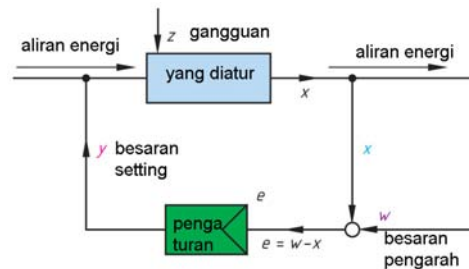 z gangguan
aliran energi
aliran energi
yang diatur
x
y besaran
setting
x
e
w
penga
turan
e = w-x
besaran
pengarah